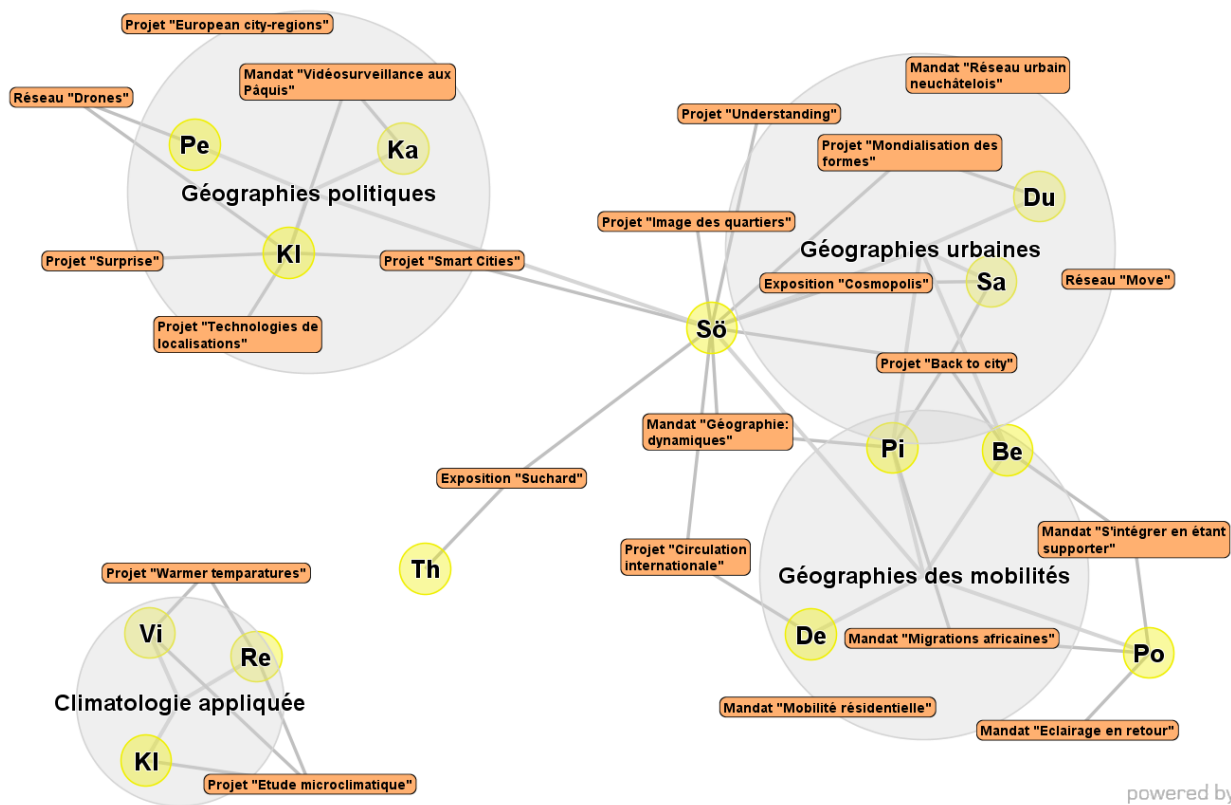 Projet "European city-regions"
Mandat "Vidéosurveillance aux
Pâquis"
Réseau "Drones"
Pe
Ka
Géographies politiques
KI
Projet "Surprise"
Projet "Smart Cities"
Projet "Technologies de
localisations"
Mandat "Réseau urbain
neuchâtelois"
Projet "Understanding"
Projet "Mondialisation des
formes"
Du
Projet "Image des quartiers"
Géographies urbaines
Exposition "Cosmopolis"
Sa
Réseau "Move"
Sö
Projet "Back to city"
Mandat "Géographie:
dynamiques"
Pi
Be
Exposition "Suchard"
Th
Projet "Circulation
internationale"
Mandat "S'intégrer en étant
supporter"
Géographies des mobilités
De
Mandat "Migrations africaines"
Po
Mandat "Mobilité résidentielle"
Mandat "Eclairage en retour"
Projet "Warmer temparatures"
Vi
Re
Climatologie appliquée
KI
Projet "Etude microclimatique"
powered by